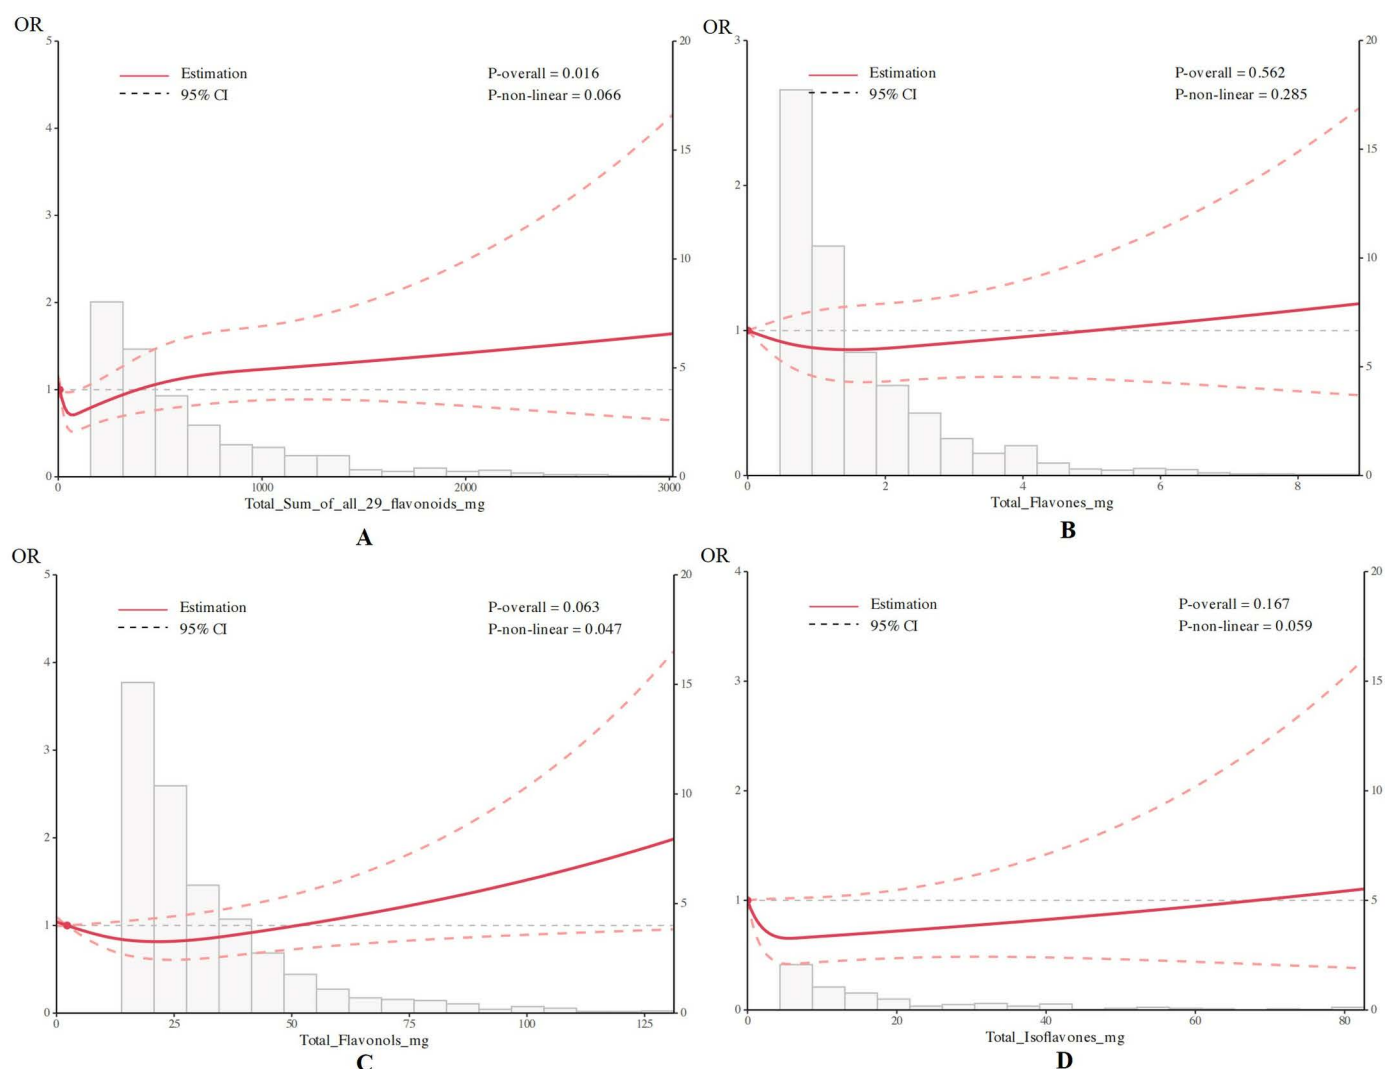 OR
5
4
3
2
1
0
20
15
10
5
0
Estimation
95% CI
P-overall = 0.016
P-non-linear = 0.066
0 1000 2000 3000
Total_Sum_of_all_29_flavonoids_mg
A
OR
3
2
1
0
20
15
10
5
0
Estimation
95% CI
P-overall = 0.562
P-non-linear = 0.285
0 2 4 6 8
Total_Flavones_mg
B
OR
5
4
3
2
1
0
20
15
10
5
0
Estimation
95% CI
P-overall = 0.063
P-non-linear = 0.047
0 25 50 75 100 125
Total_Flavonols_mg
C
OR
4
3
2
1
0
20
15
10
5
0
Estimation
95% CI
P-overall = 0.167
P-non-linear = 0.059
0 20 40 60 80
Total_Isoflavones_mg
D